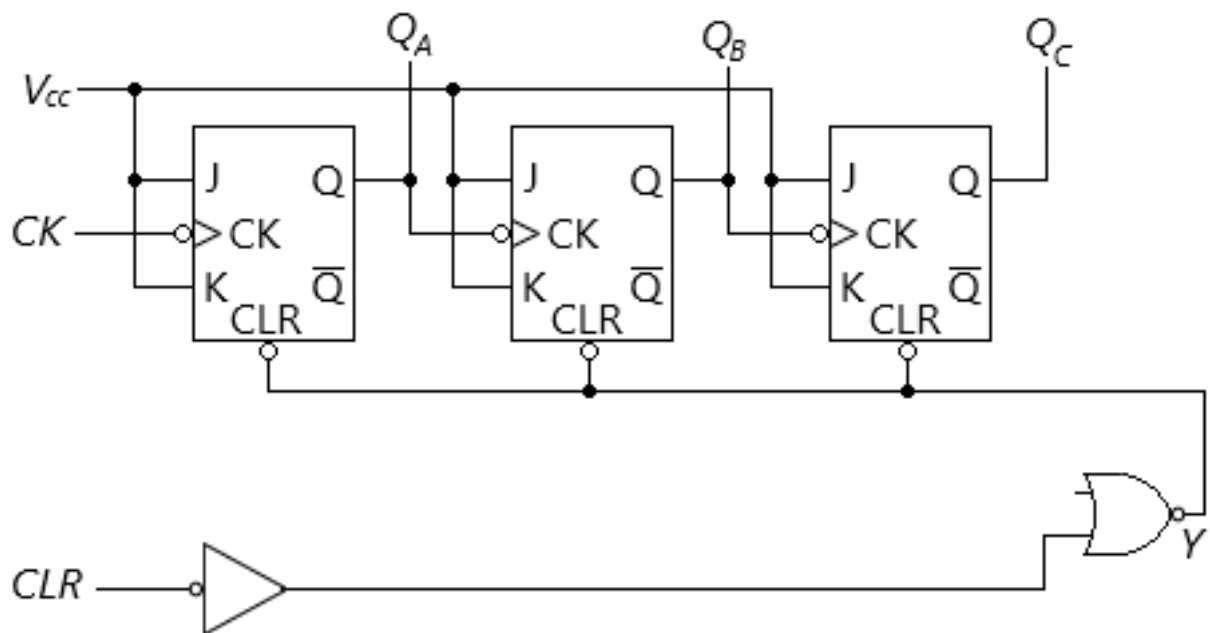 Q_A Q_B Q_C
V_cc
J Q J Q J Q
CK CK CK CK
K Q̅ K Q̅ K Q̅
CLR CLR CLR
Y
CLR